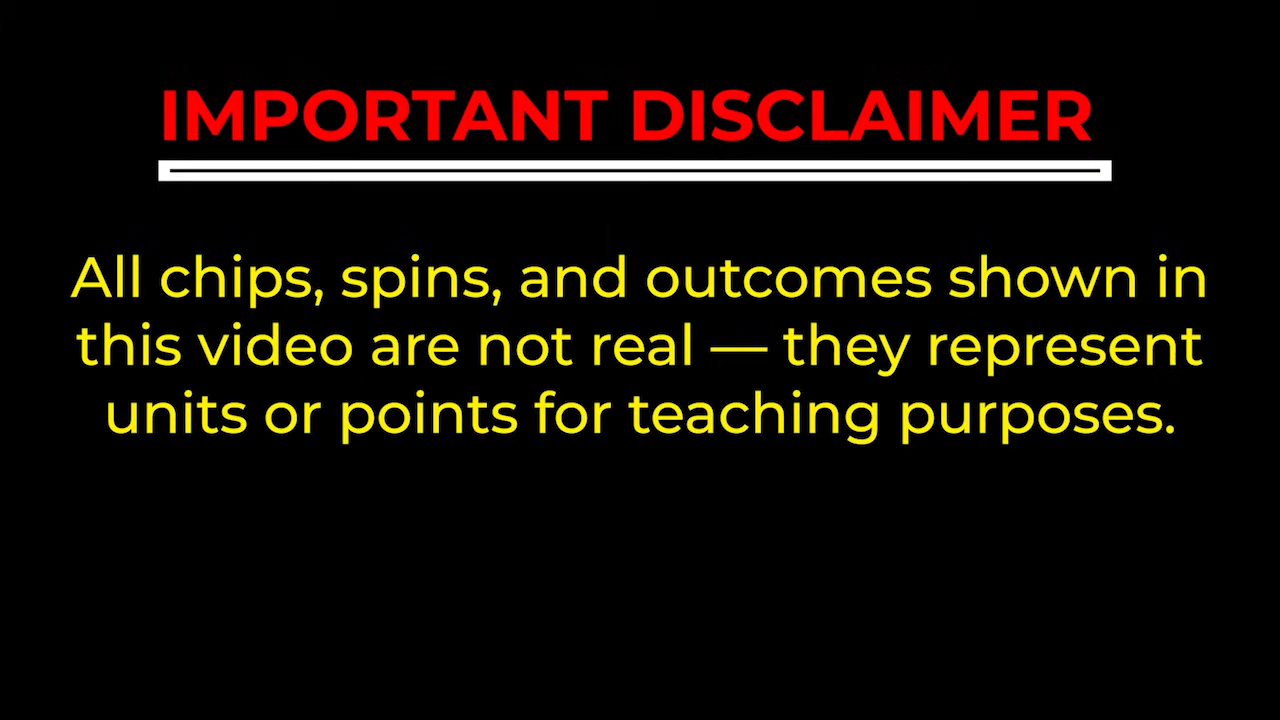 IMPORTANT DISCLAIMER
All chips, spins, and outcomes shown in
this video are not real — they represent
units or points for teaching purposes.